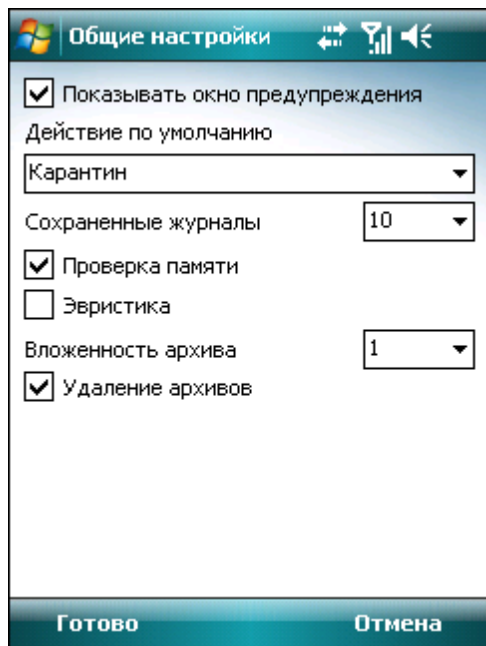 Общие настройки
Показывать окно предупреждения
Действие по умолчанию
Карантин
Сохраненные журналы 10
Проверка памяти
Эвристика
Вложенность архива 1
Удаление архивов
Готово Отмена